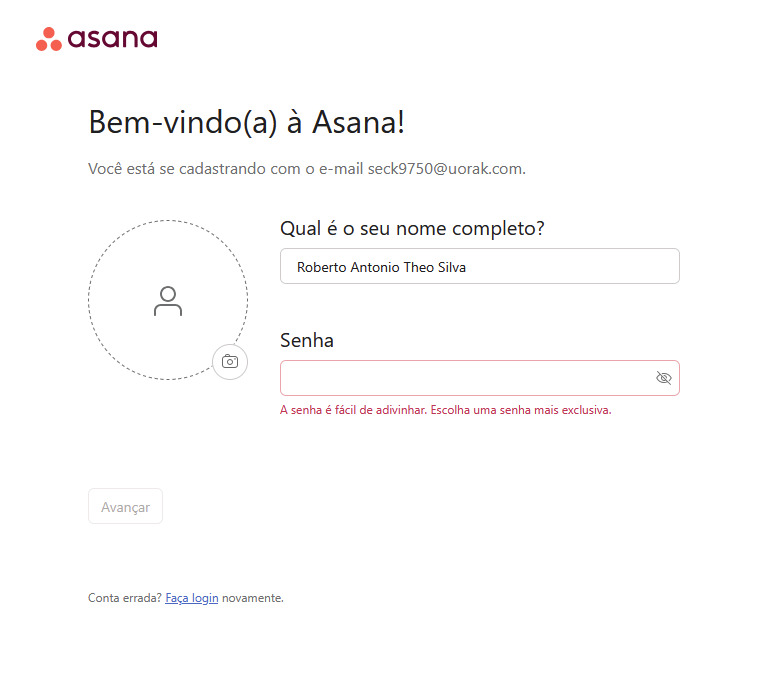 asana
Bem-vindo(a) à Asana!
Você está se cadastrando com o e-mail seck9750@uorak.com.
Qual é o seu nome completo?
Roberto Antonio Theo Silva
Senha
A senha é fácil de adivinhar. Escolha uma senha mais exclusiva.
Avançar
Conta errada? Faça login novamente.